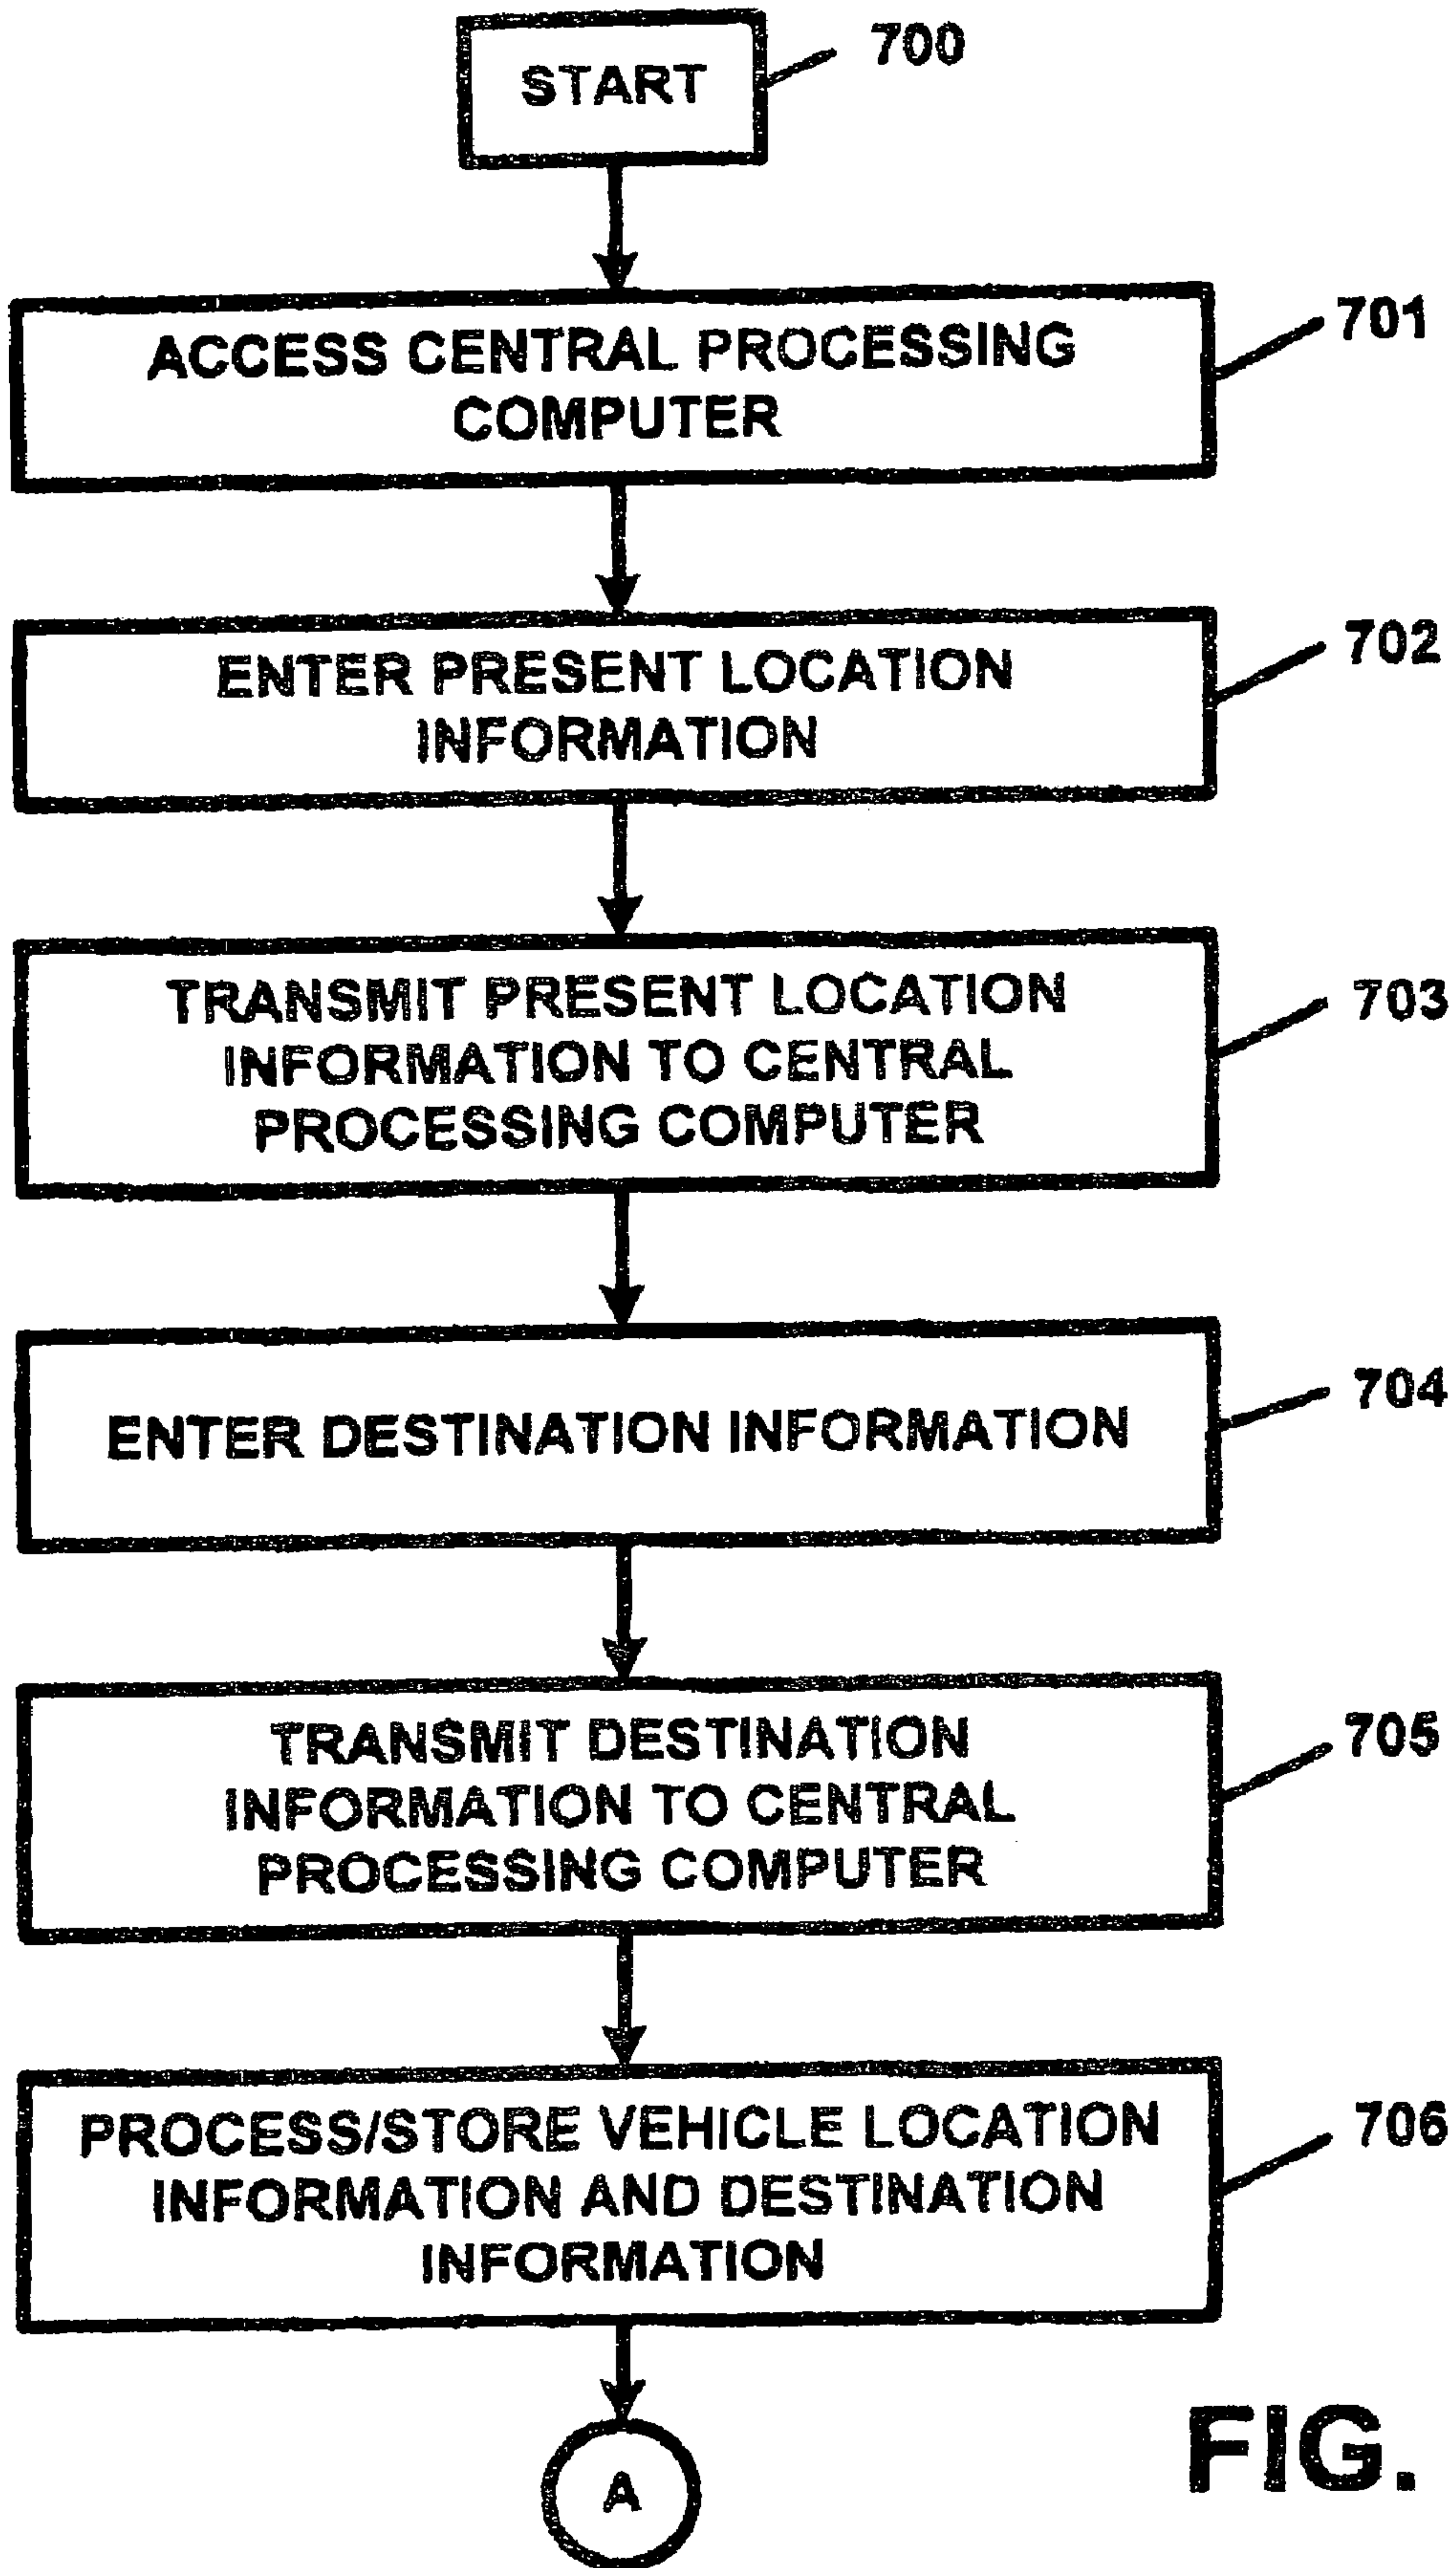 START
700
ACCESS CENTRAL PROCESSING
COMPUTER
701
ENTER PRESENT LOCATION
INFORMATION
702
TRANSMIT PRESENT LOCATION
INFORMATION TO CENTRAL
PROCESSING COMPUTER
703
ENTER DESTINATION INFORMATION
704
TRANSMIT DESTINATION
INFORMATION TO CENTRAL
PROCESSING COMPUTER
705
PROCESS/STORE VEHICLE LOCATION
INFORMATION AND DESTINATION
INFORMATION
706
A
FIG.